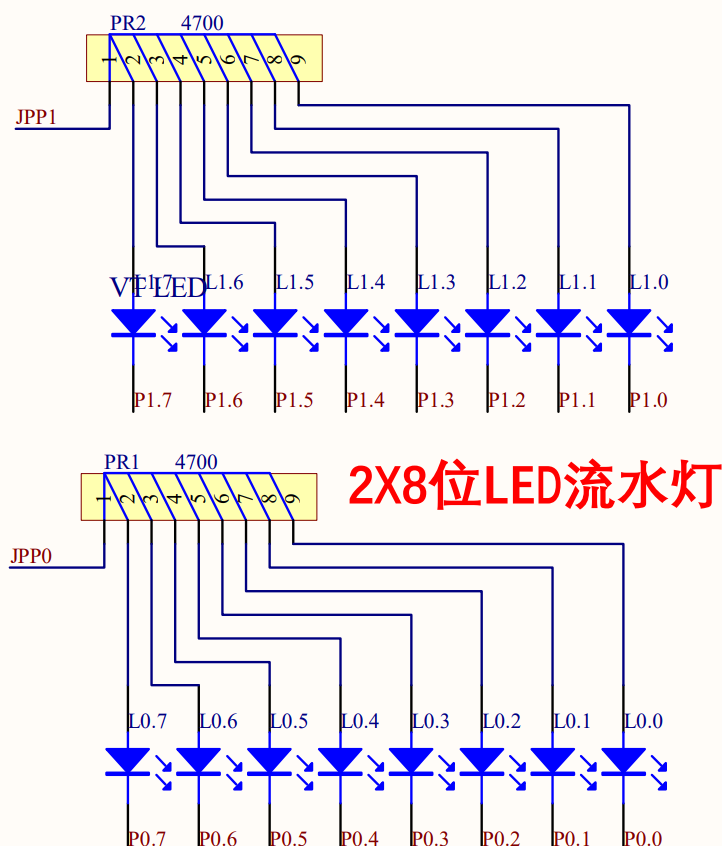 PR2 4700
1 2 3 4 5 6 7 8 9
JPP1
VT LED
L1.7 L1.6 L1.5 L1.4 L1.3 L1.2 L1.1 L1.0
P1.7 P1.6 P1.5 P1.4 P1.3 P1.2 P1.1 P1.0
PR1 4700
2X8位LED流水灯
1 2 3 4 5 6 7 8 9
JPP0
L0.7 L0.6 L0.5 L0.4 L0.3 L0.2 L0.1 L0.0
P0.7 P0.6 P0.5 P0.4 P0.3 P0.2 P0.1 P0.0